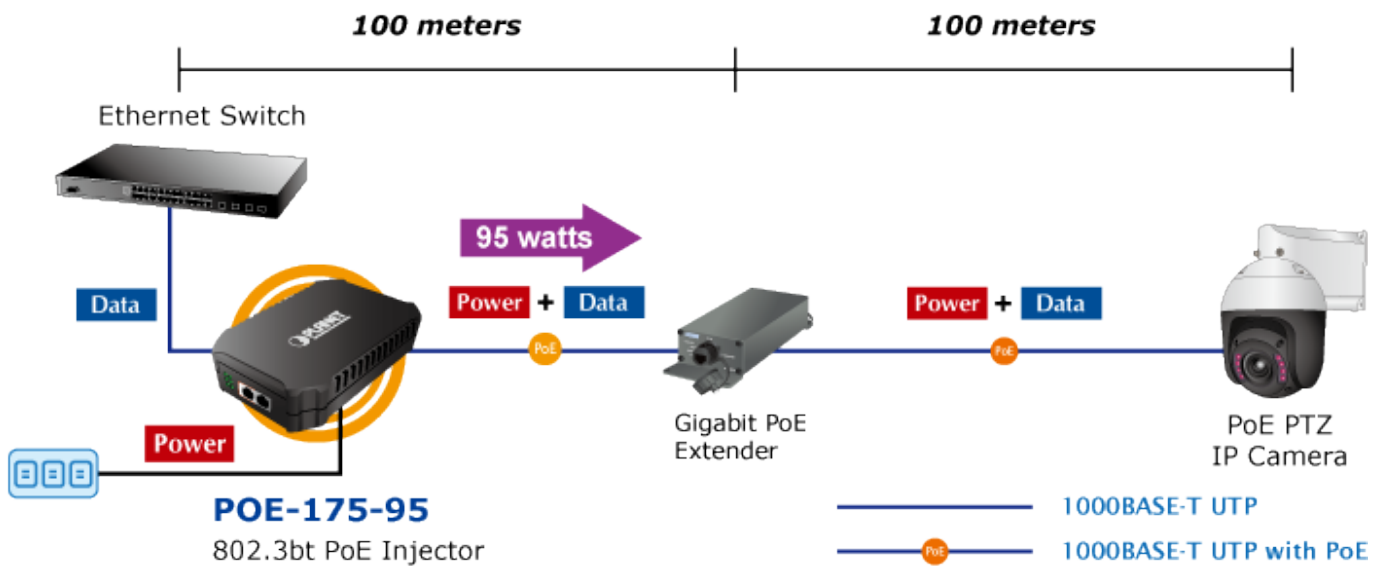 100 meters
100 meters
Ethernet Switch
95 watts
Data
Power + Data
Power + Data
PLANET
PoE
PoE
Gigabit PoE
Extender
PoE PTZ
IP Camera
Power
POE-175-95
802.3bt PoE Injector
1000BASE-T UTP
PoE
1000BASE-T UTP with PoE